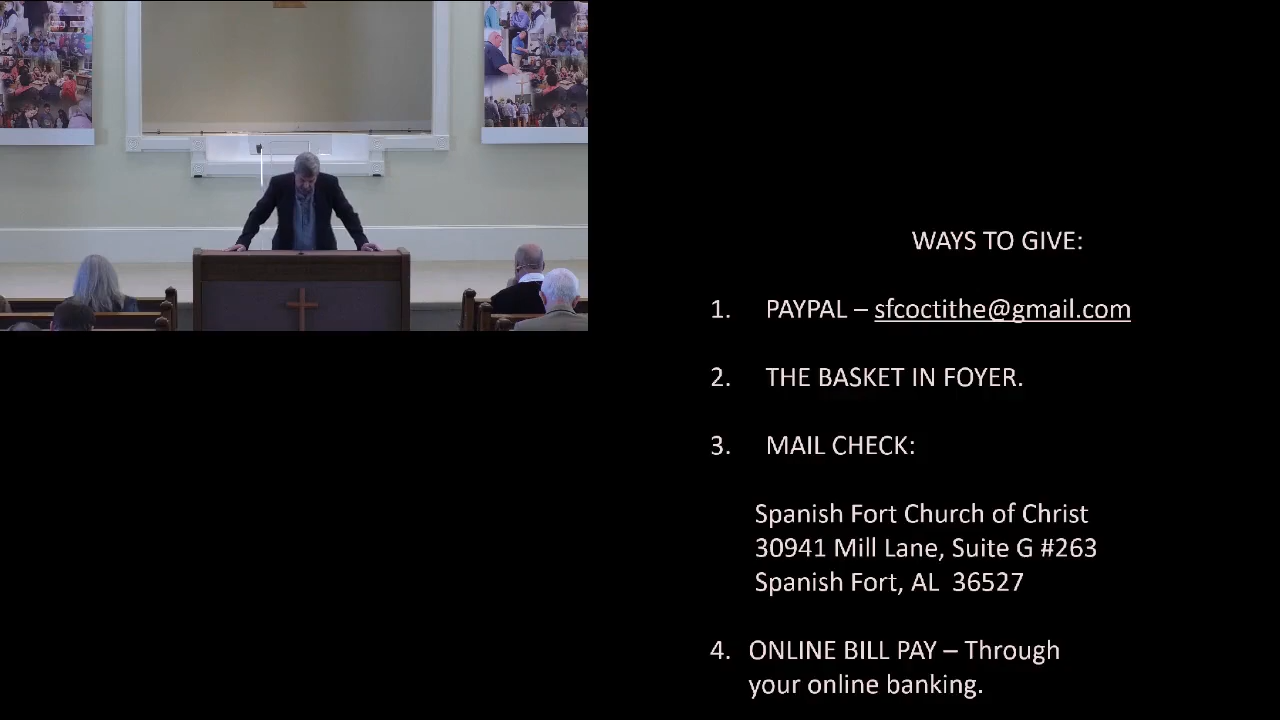 WAYS TO GIVE:
1. PAYPAL – sfcoctithe@gmail.com
2. THE BASKET IN FOYER.
3. MAIL CHECK:
Spanish Fort Church of Christ
30941 Mill Lane, Suite G #263
Spanish Fort, AL 36527
4. ONLINE BILL PAY – Through
your online banking.